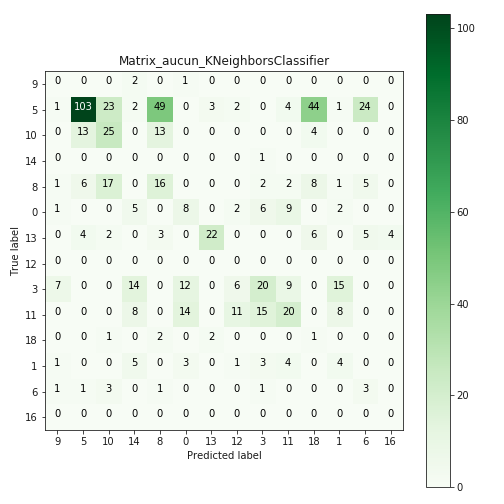 Matrix_aucun_KNeighborsClassifier
9 0 0 0 2 0 1 0 0 0 0 0 0 0 0
5 1 103 23 2 49 0 3 2 0 4 44 1 24 0
10 0 13 25 0 13 0 0 0 0 0 4 0 0 0
14 0 0 0 0 0 0 0 0 1 0 0 0 0 0
8 1 6 17 0 16 0 0 0 2 2 8 1 5 0
0 1 0 0 5 0 8 0 2 6 9 0 2 0 0
13 0 4 2 0 3 0 22 0 0 0 6 0 5 4
12 0 0 0 0 0 0 0 0 0 0 0 0 0 0
3 7 0 0 14 0 12 0 6 20 9 0 15 0 0
11 0 0 0 8 0 14 0 11 15 20 0 8 0 0
18 0 0 1 0 2 0 2 0 0 0 1 0 0 0
1 1 0 0 5 0 3 0 1 3 4 0 4 0 0
6 1 1 3 0 1 0 0 0 1 0 0 0 3 0
16 0 0 0 0 0 0 0 0 0 0 0 0 0 0
9 5 10 14 8 0 13 12 3 11 18 1 6 16
Predicted label
True label
100
80
60
40
20
0